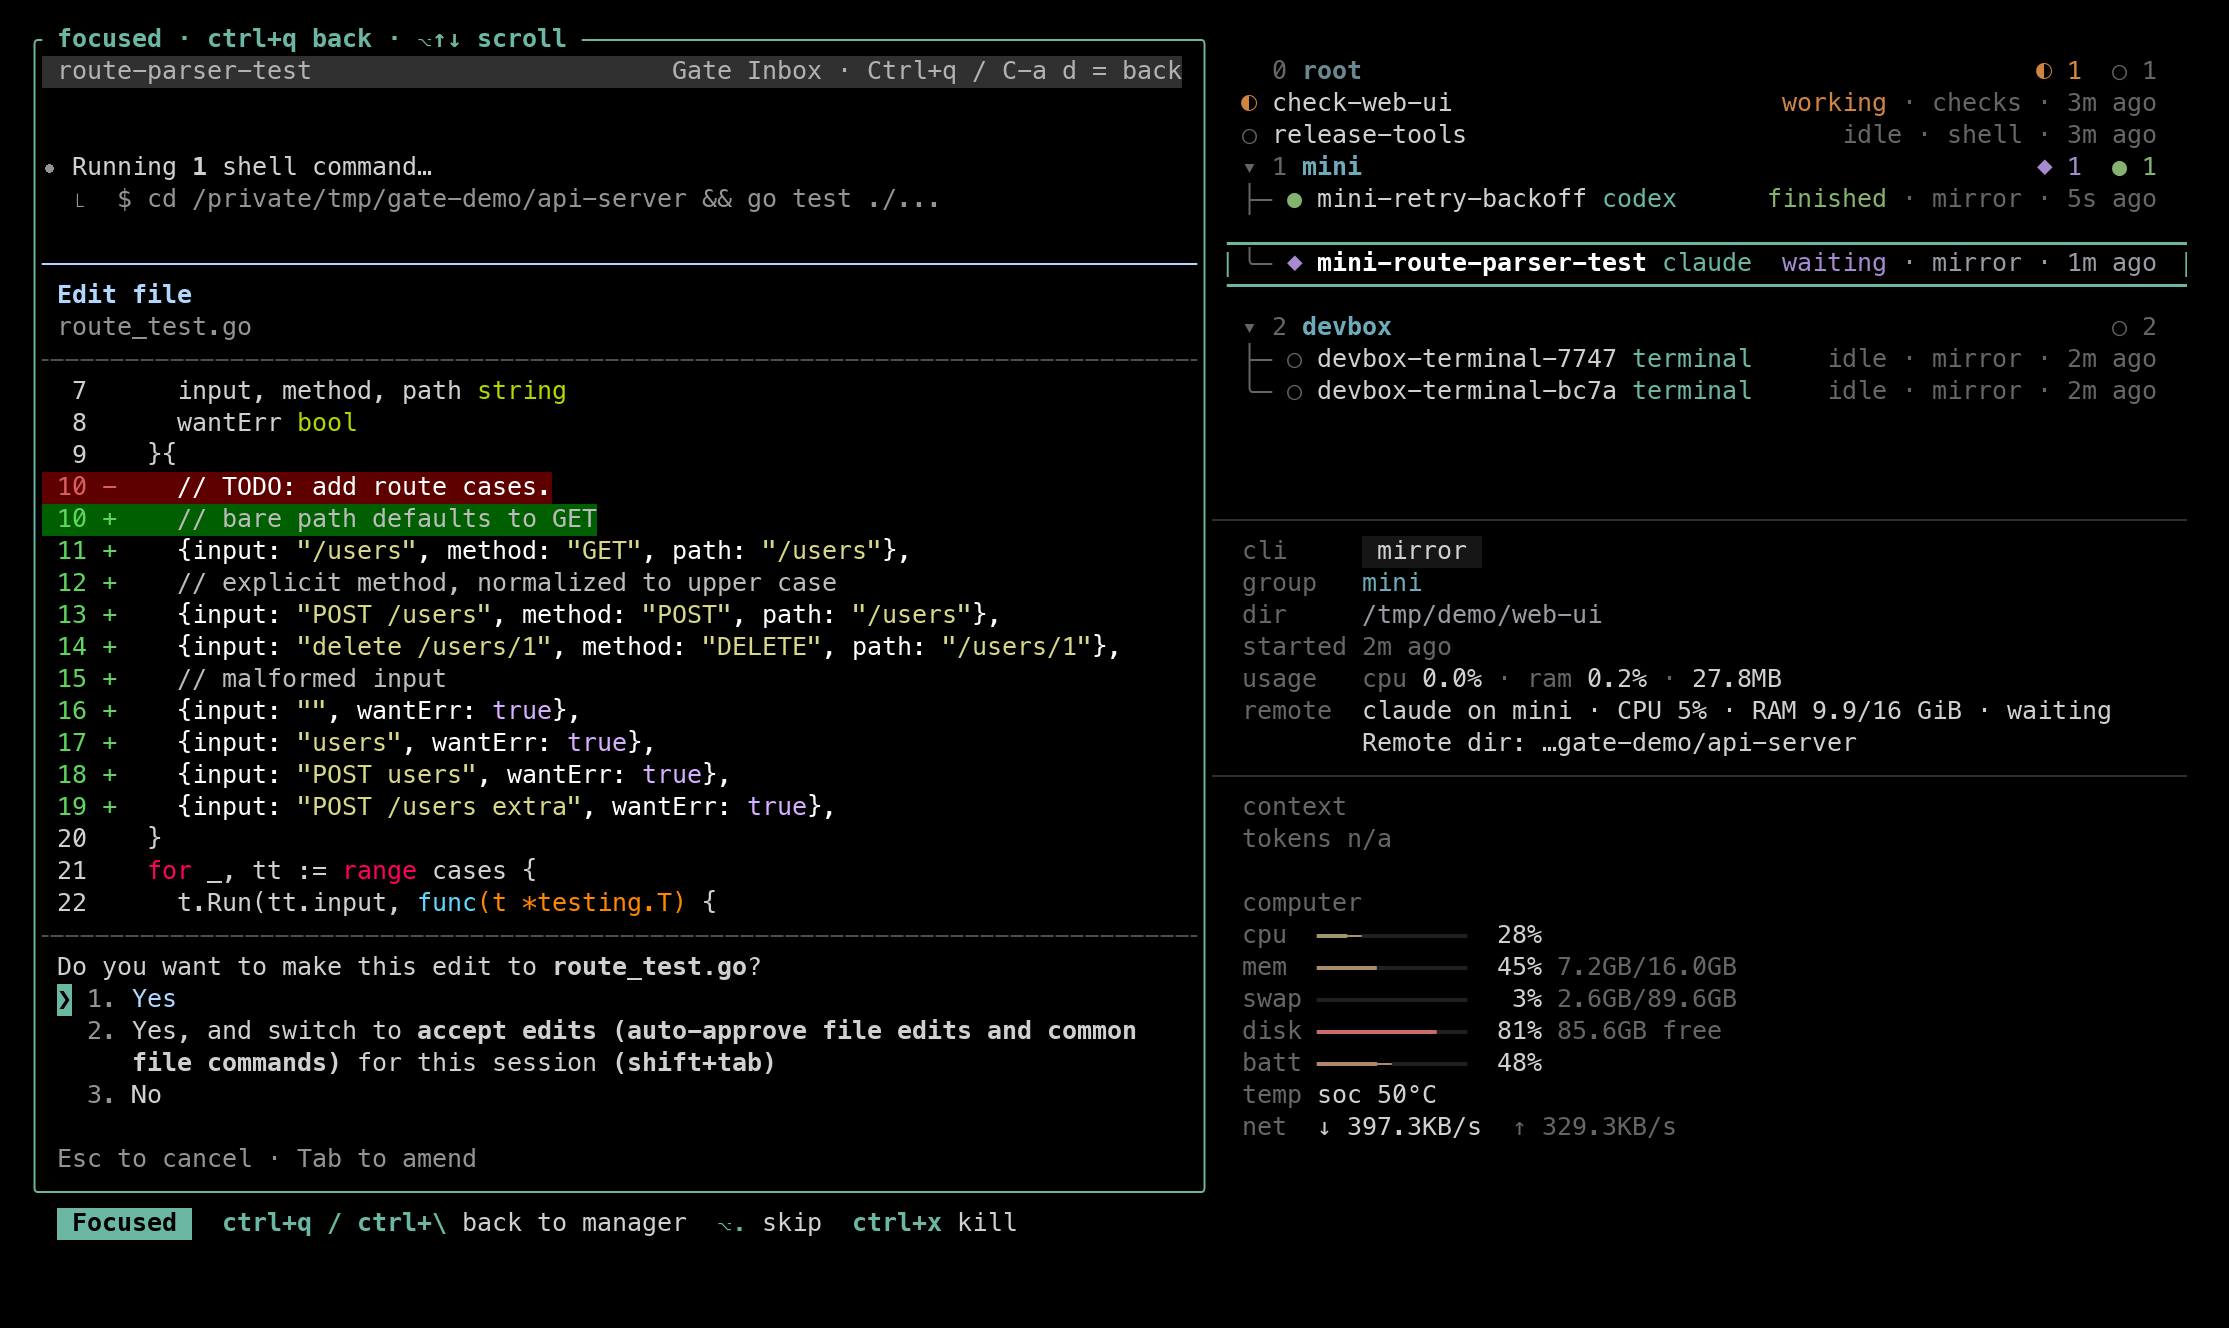 focused · ctrl+q back · ⌥↑↓ scroll
route-parser-test Gate Inbox · Ctrl+q / C-a d = back
Running 1 shell command…
$ cd /private/tmp/gate-demo/api-server && go test ./...
Edit file
route_test.go
7 input, method, path string
8 wantErr bool
9 }{
10 - // TODO: add route cases.
10 + // bare path defaults to GET
11 + {input: "/users", method: "GET", path: "/users"},
12 + // explicit method, normalized to upper case
13 + {input: "POST /users", method: "POST", path: "/users"},
14 + {input: "delete /users/1", method: "DELETE", path: "/users/1"},
15 + // malformed input
16 + {input: "", wantErr: true},
17 + {input: "users", wantErr: true},
18 + {input: "POST users", wantErr: true},
19 + {input: "POST /users extra", wantErr: true},
20 }
21 for _, tt := range cases {
22 t.Run(tt.input, func(t *testing.T) {
Do you want to make this edit to route_test.go?
❯ 1. Yes
2. Yes, and switch to accept edits (auto-approve file edits and common
file commands) for this session (shift+tab)
3. No
Esc to cancel · Tab to amend
Focused ctrl+q / ctrl+\ back to manager ⌥. skip ctrl+x kill
0 root ◐ 1 ○ 1
◐ check-web-ui working · checks · 3m ago
○ release-tools idle · shell · 3m ago
▾ 1 mini ◆ 1 ● 1
├─ ● mini-retry-backoff codex finished · mirror · 5s ago
╰─ ◆ mini-route-parser-test claude waiting · mirror · 1m ago
▾ 2 devbox ○ 2
├─ ○ devbox-terminal-7747 terminal idle · mirror · 2m ago
╰─ ○ devbox-terminal-bc7a terminal idle · mirror · 2m ago
cli mirror
group mini
dir /tmp/demo/web-ui
started 2m ago
usage cpu 0.0% · ram 0.2% · 27.8MB
remote claude on mini · CPU 5% · RAM 9.9/16 GiB · waiting
Remote dir: …gate-demo/api-server
context
tokens n/a
computer
cpu 28%
mem 45% 7.2GB/16.0GB
swap 3% 2.6GB/89.6GB
disk 81% 85.6GB free
batt 48%
temp soc 50°C
net ↓ 397.3KB/s ↑ 329.3KB/s